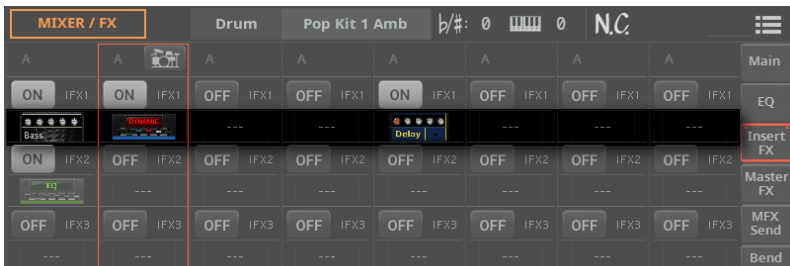 MIXER / FX Drum Pop Kit 1 Amb ♭/#: 0 0 N.C.
A A A A A A A A Main
ON IFX1 ON IFX1 OFF IFX1 OFF IFX1 ON IFX1 OFF IFX1 OFF IFX1 OFF IFX1 EQ
Bass DYNAMIC --- --- Delay --- --- --- Insert FX
ON IFX2 OFF IFX2 OFF IFX2 OFF IFX2 OFF IFX2 OFF IFX2 OFF IFX2 OFF IFX2
EQ --- --- --- --- --- --- --- Master FX
OFF IFX3 OFF IFX3 OFF IFX3 OFF IFX3 OFF IFX3 OFF IFX3 OFF IFX3 OFF IFX3 MFX Send
--- --- --- --- --- --- --- --- Bend